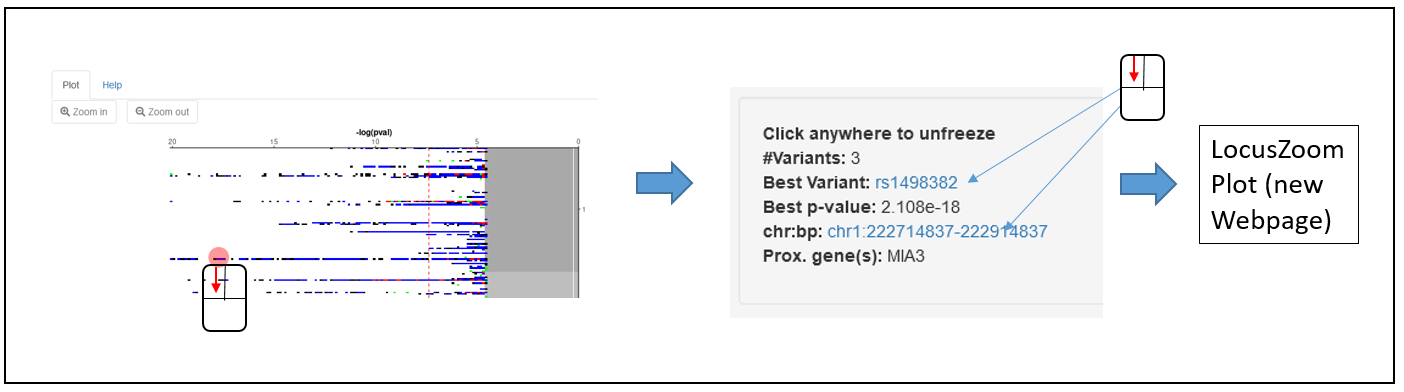 Plot Help
Zoom in Zoom out
-log(pval)
20 15 10 5 0
1
Click anywhere to unfreeze
#Variants: 3
Best Variant: rs1498382
Best p-value: 2.108e-18
chr:bp: chr1:222714837-222914837
Prox. gene(s): MIA3
LocusZoom
Plot (new
Webpage)